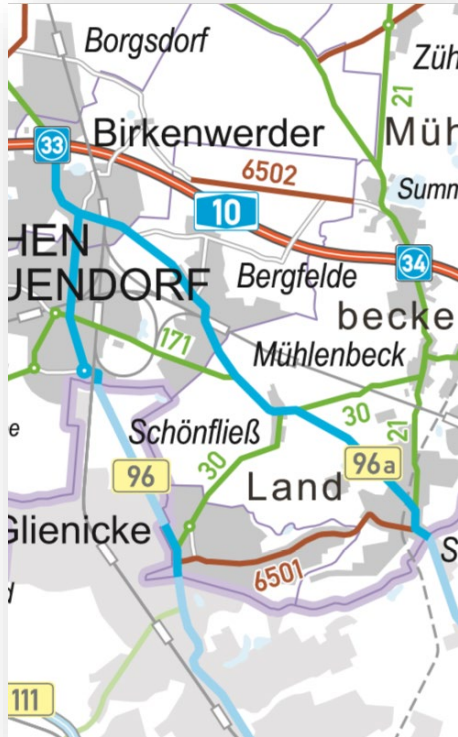 Borgsdorf
Züh
21
33
Birkenwerder
Müh
6502
Summ
10
HEN
34
UENDORF
Bergfelde
becke
171
Mühlenbeck
e
30
Schönfließ
21
30
96
96a
Land
Glienicke
S
6501
d
111